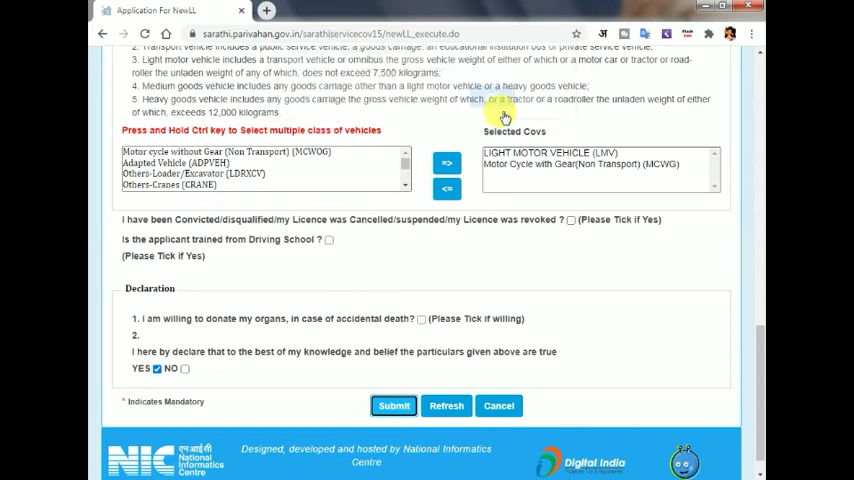 Application For NewLL
sarathi.parivahan.gov.in/sarathiservicecov15/newLL_execute.do
अ
2. Transport vehicle includes a public service vehicle, a goods carriage, an educational institution bus or private service vehicle;
3. Light motor vehicle includes a transport vehicle or omnibus the gross vehicle weight of either of which or a motor car or tractor or road-
roller the unladen weight of any of which, does not exceed 7,500 kilograms;
4. Medium goods vehicle includes any goods carriage other than a light motor vehicle or a heavy goods vehicle;
5. Heavy goods vehicle includes any goods carriage the gross vehicle weight of which, or a tractor or a roadroller the unladen weight of either
of which, exceeds 12,000 kilograms.
Press and Hold Ctrl key to Select multiple class of vehicles
Selected Covs
Motor cycle without Gear (Non Transport) (MCWOG)
Adapted Vehicle (ADPVEH)
Others-Loader/Excavator (LDRXCV)
Others-Cranes (CRANE)
=>
<=
LIGHT MOTOR VEHICLE (LMV)
Motor Cycle with Gear(Non Transport) (MCWG)
I have been Convicted/disqualified/my Licence was Cancelled/suspended/my Licence was revoked ? (Please Tick if Yes)
Is the applicant trained from Driving School ?
(Please Tick if Yes)
Declaration
1. I am willing to donate my organs, in case of accidental death? (Please Tick if willing)
2.
I here by declare that to the best of my knowledge and belief the particulars given above are true
YES NO
* Indicates Mandatory
Submit Refresh Cancel
NIC एन आई सी National Informatics Centre
Designed, developed and hosted by National Informatics
Centre
Digital India
Power To Empower